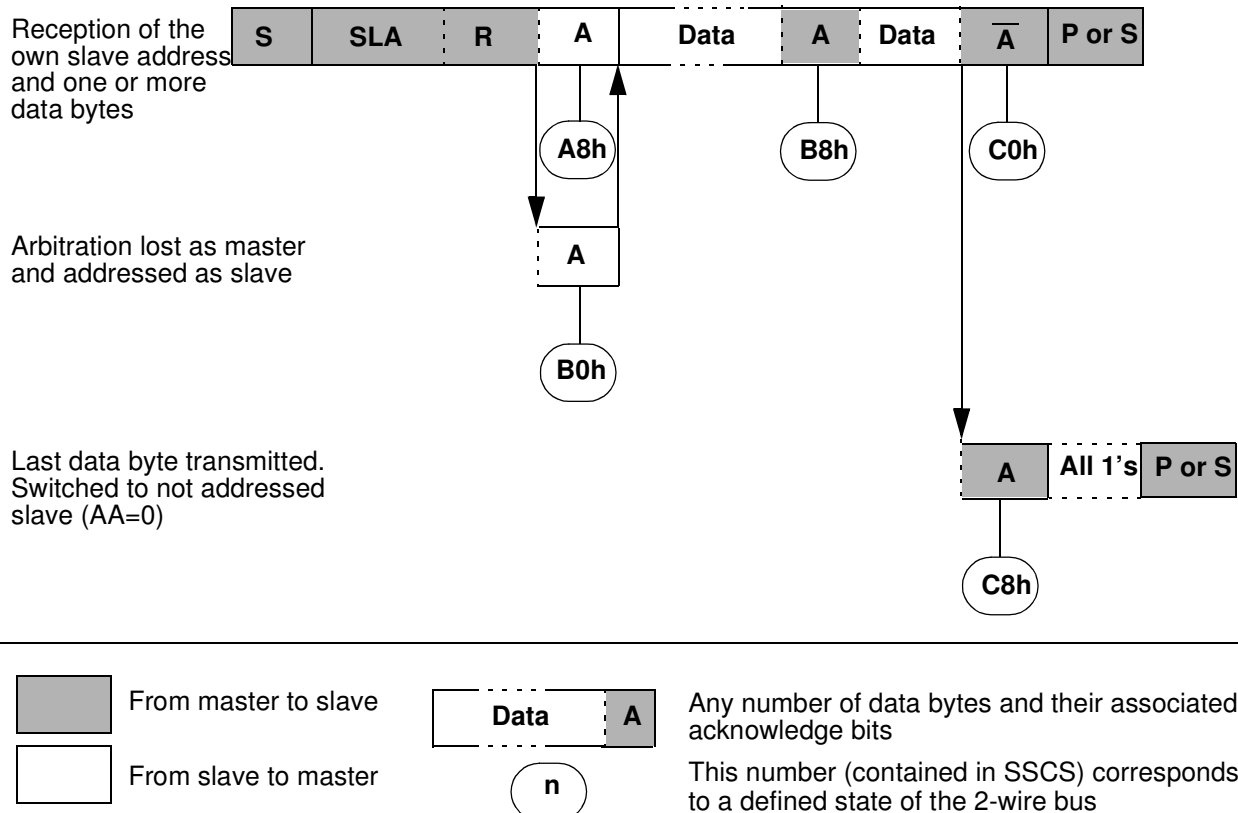 Reception of the
own slave address
and one or more
data bytes
S SLA R A Data A Data A P or S
A8h B8h C0h
Arbitration lost as master
and addressed as slave
A
B0h
Last data byte transmitted.
Switched to not addressed
slave (AA=0)
A All 1's P or S
C8h
From master to slave
Data A
Any number of data bytes and their associated
acknowledge bits
From slave to master
n
This number (contained in SSCS) corresponds
to a defined state of the 2-wire bus